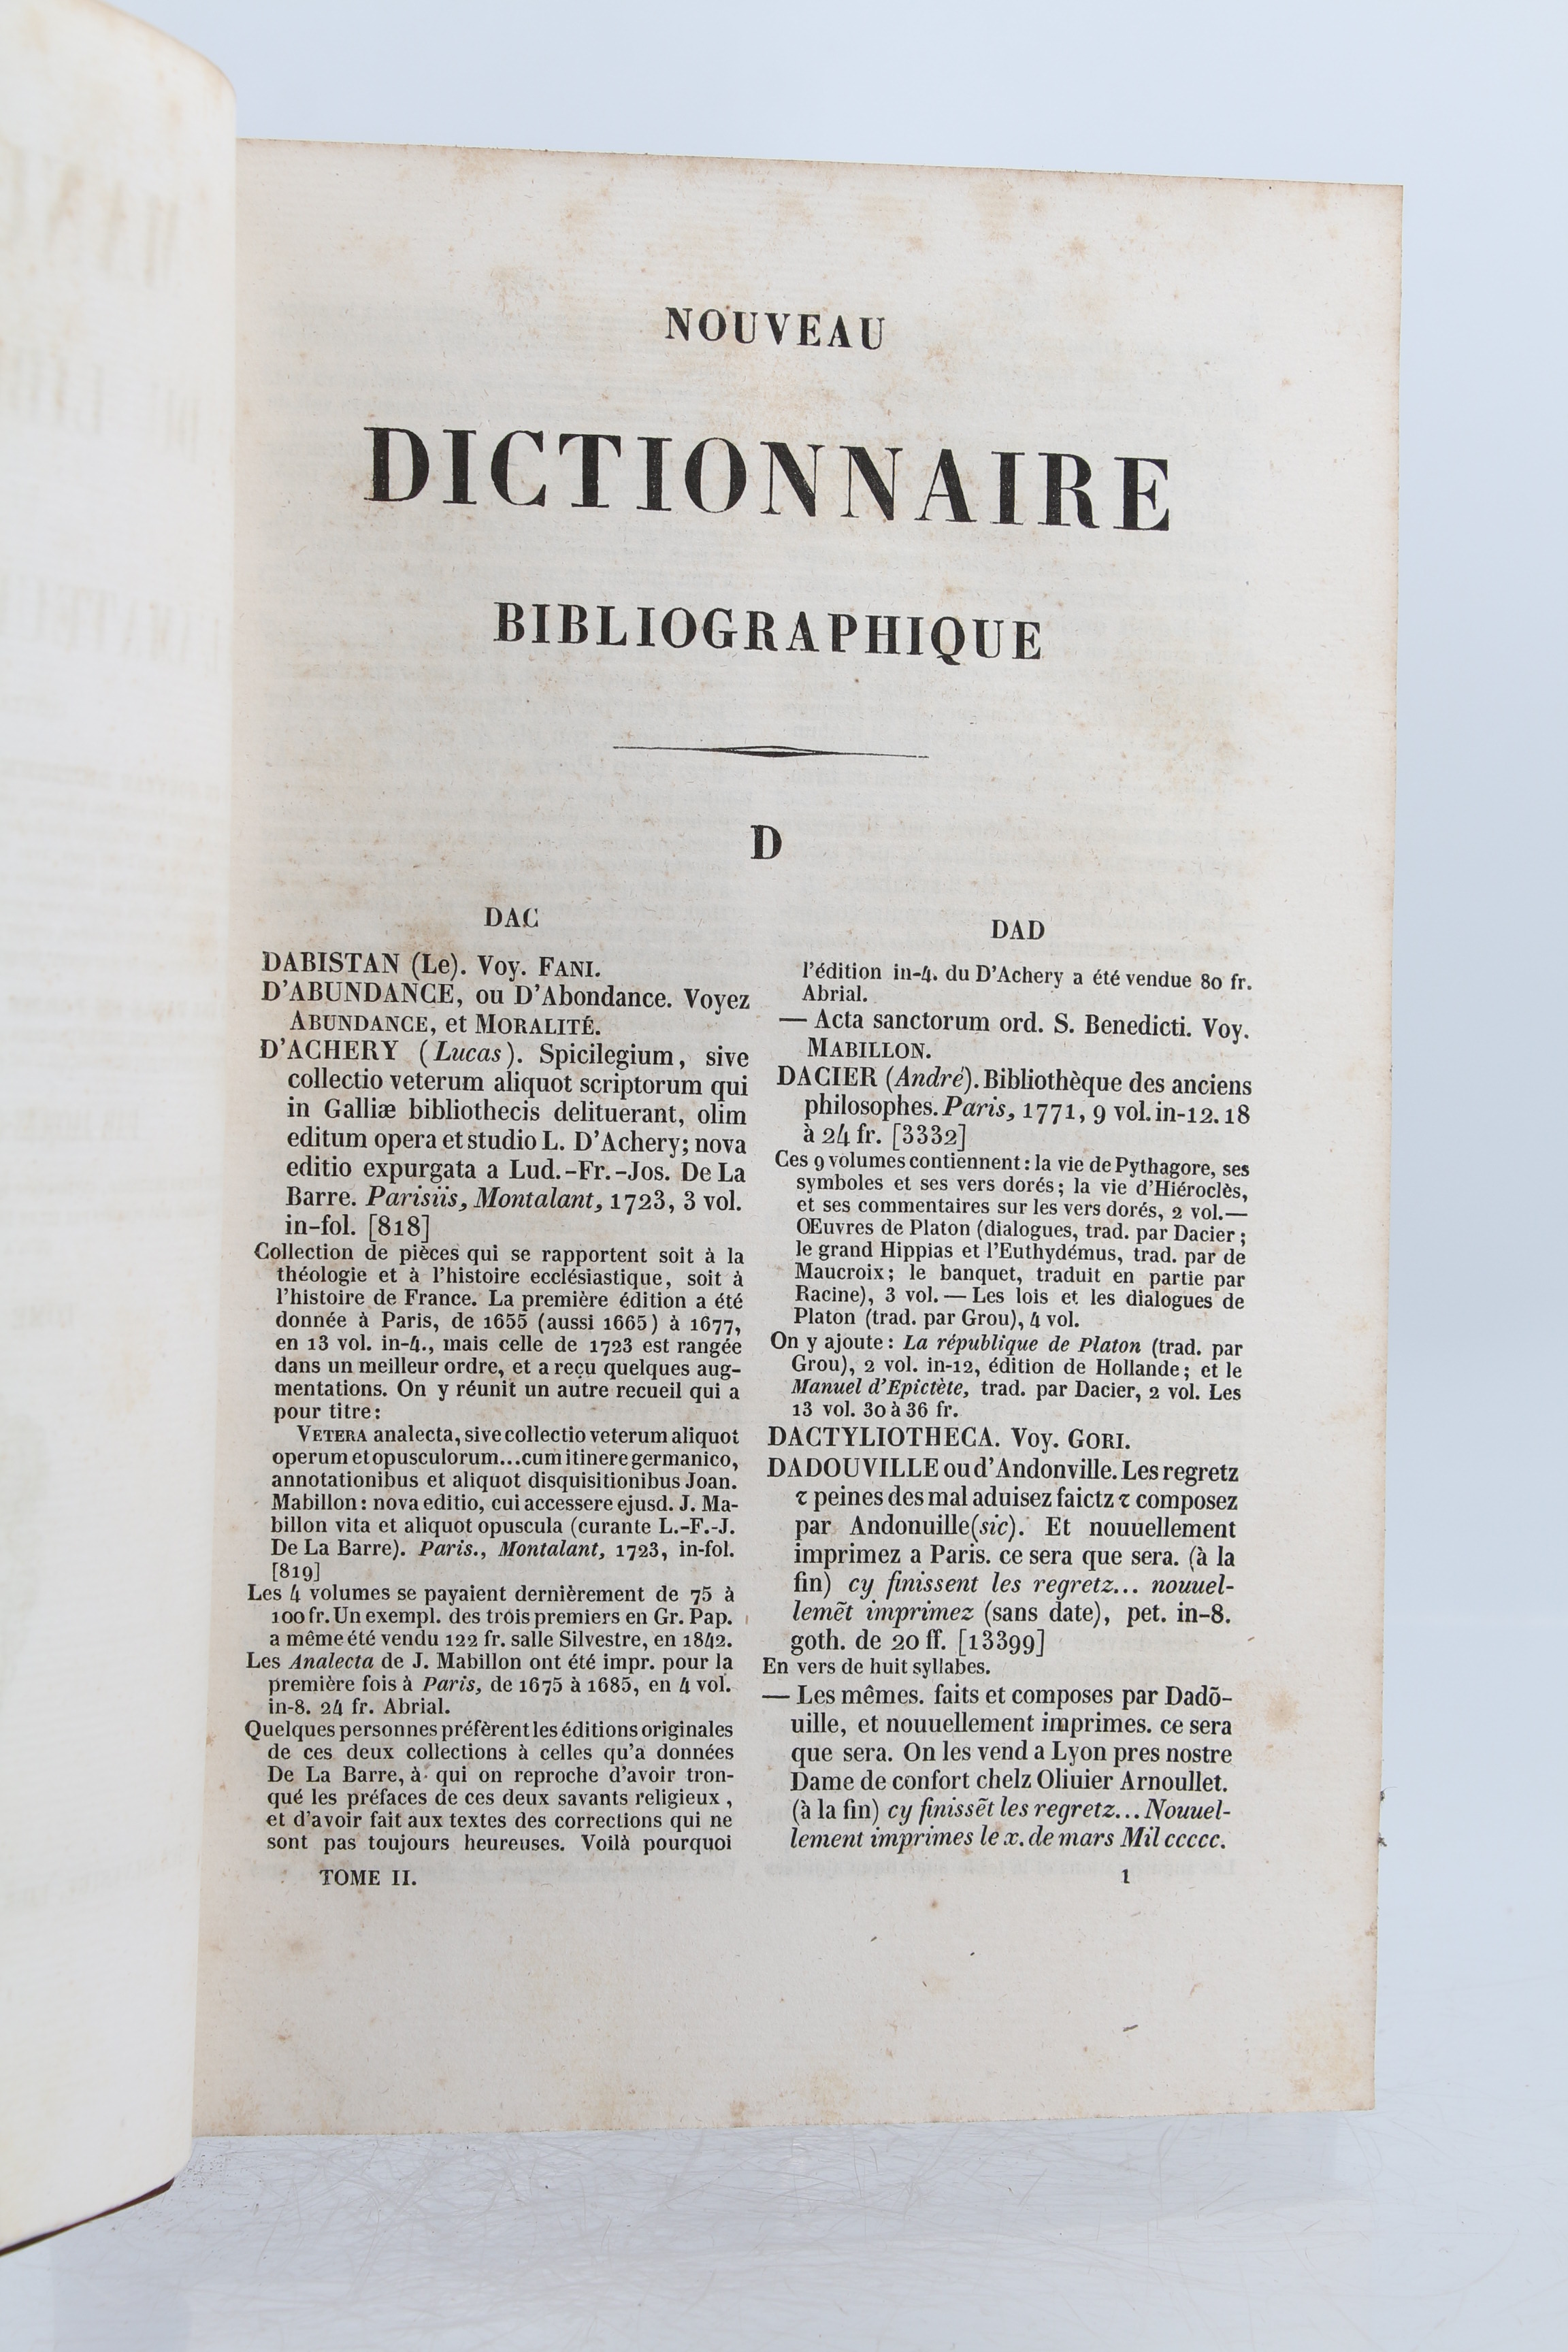 NOUVEAU
DICTIONNAIRE
BIBLIOGRAPHIQUE
D
DAC
DABISTAN (Le). Voy. FANI.
D'ABUNDANCE, ou D'Abondance. Voyez
ABUNDANCE, et MORALITÉ.
D'ACHERY (Lucas). Spicilegium, sive
collectio veterum aliquot scriptorum qui
in Galliæ bibliothecis delituerant, olim
editum opera et studio L. D'Achery; nova
editio expurgata a Lud.-Fr.-Jos. De La
Barre. Parisiis, Montalant, 1723, 3 vol.
in-fol. [818]
Collection de pièces qui se rapportent soit à la
théologie et à l'histoire ecclésiastique, soit à
l'histoire de France. La première édition a été
donnée à Paris, de 1655 (aussi 1665) à 1677,
en 13 vol. in-4., mais celle de 1723 est rangée
dans un meilleur ordre, et a reçu quelques aug-
mentations. On y réunit un autre recueil qui a
pour titre:
VETERA analecta, sive collectio veterum aliquot
operum et opusculorum... cum itinere germanico,
annotationibus et aliquot disquisitionibus Joan.
Mabillon: nova editio, cui accessere ejusd. J. Ma-
billon vita et aliquot opuscula (curante L.-F.-J.
De La Barre). Paris., Montalant, 1723, in-fol.
[819]
Les 4 volumes se payaient dernièrement de 75 à
100 fr. Un exempl. des trois premiers en Gr. Pap.
a même été vendu 122 fr. salle Silvestre, en 1842.
Les Analecta de J. Mabillon ont été impr. pour la
première fois à Paris, de 1675 à 1685, en 4 vol.
in-8. 24 fr. Abrial.
Quelques personnes préfèrent les éditions originales
de ces deux collections à celles qu'a données
De La Barre, à qui on reproche d'avoir tron-
qué les préfaces de ces deux savants religieux,
et d'avoir fait aux textes des corrections qui ne
sont pas toujours heureuses. Voilà pourquoi
DAD
l'édition in-4. du D'Achery a été vendue 80 fr.
Abrial.
— Acta sanctorum ord. S. Benedicti. Voy.
MABILLON.
DACIER (André). Bibliothèque des anciens
philosophes. Paris, 1771, 9 vol. in-12. 18
à 24 fr. [3332]
Ces 9 volumes contiennent: la vie de Pythagore, ses
symboles et ses vers dorés; la vie d'Hiéroclès,
et ses commentaires sur les vers dorés, 2 vol.—
Œuvres de Platon (dialogues, trad. par Dacier;
le grand Hippias et l'Euthydémus, trad. par de
Maucroix; le banquet, traduit en partie par
Racine), 3 vol. — Les lois et les dialogues de
Platon (trad. par Grou), 4 vol.
On y ajoute: La république de Platon (trad. par
Grou), 2 vol. in-12, édition de Hollande; et le
Manuel d'Epictète, trad. par Dacier, 2 vol. Les
13 vol. 30 à 36 fr.
DACTYLIOTHECA. Voy. GORI.
DADOUVILLE ou d'Andonville. Les regretz
τ peines des mal aduisez faictz τ composez
par Andonuille (sic). Et nouuellement
imprimez a Paris. ce sera que sera. (à la
fin) cy finissent les regretz... nouuel-
lemẽt imprimez (sans date), pet. in-8.
goth. de 20 ff. [13399]
En vers de huit syllabes.
— Les mêmes. faits et composes par Dadõ-
uille, et nouuellement imprimes. ce sera
que sera. On les vend a Lyon pres nostre
Dame de confort chelz Oliuier Arnoullet.
(à la fin) cy finissẽt les regretz... Nouuel-
lement imprimes le x. de mars Mil ccccc.
TOME II. 1